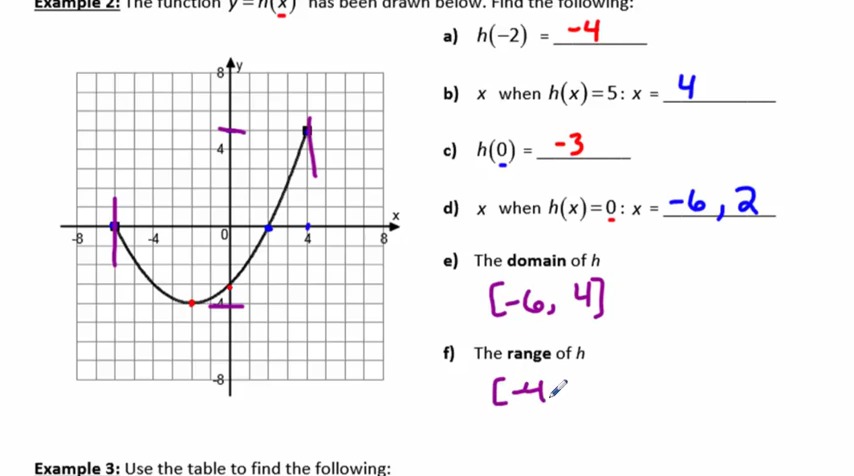 Example 2: The function y = h(x) has been drawn below. Find the following:
a) h(−2) = -4
b) x when h(x) = 5: x = 4
c) h(0) = -3
d) x when h(x) = 0: x = -6, 2
e) The domain of h
[-6, 4]
f) The range of h
[-4
8
y
4
x
-8
-4
0
4
8
-4
-8
Example 3: Use the table to find the following: